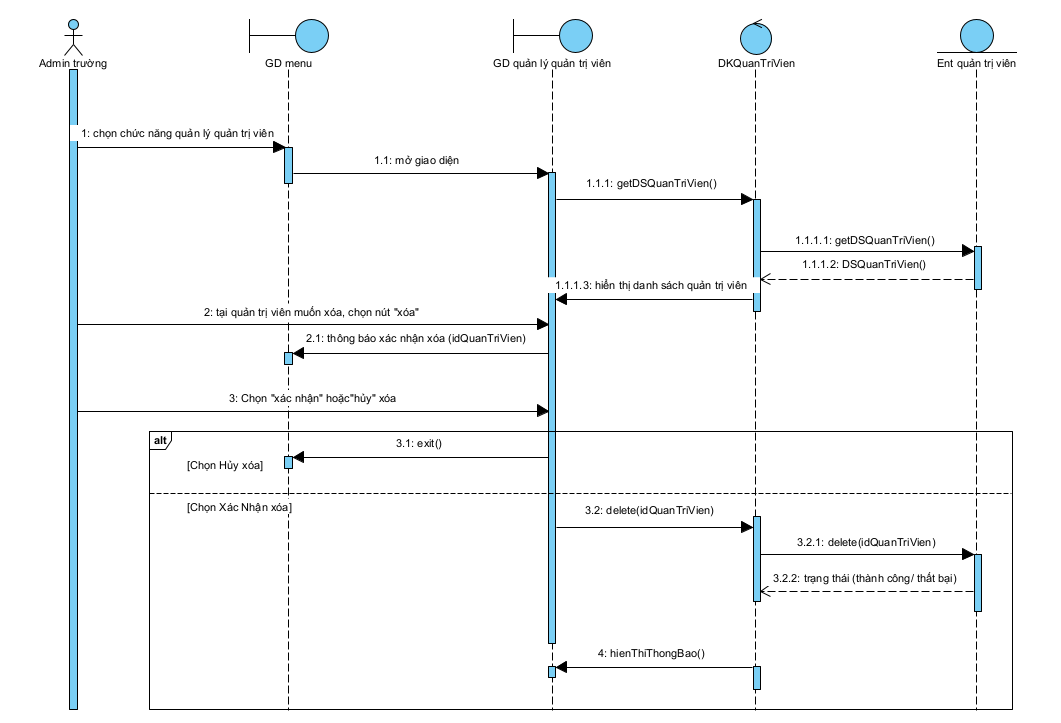 Admin trường
GD menu
GD quản lý quản trị viên
DKQuanTriVien
Ent quản trị viên
1: chọn chức năng quản lý quản trị viên
1.1: mở giao diện
1.1.1: getDSQuanTriVien()
1.1.1.1: getDSQuanTriVien()
1.1.1.2: DSQuanTriVien()
1.1.1.3: hiển thị danh sách quản trị viên
2: tại quản trị viên muốn xóa, chọn nút "xóa"
2.1: thông báo xác nhận xóa (idQuanTriVien)
3: Chọn "xác nhận" hoặc"hủy" xóa
alt
3.1: exit()
[Chọn Hủy xóa]
[Chọn Xác Nhận xóa]
3.2: delete(idQuanTriVien)
3.2.1: delete(idQuanTriVien)
3.2.2: trạng thái (thành công/ thất bại)
4: hienThiThongBao()